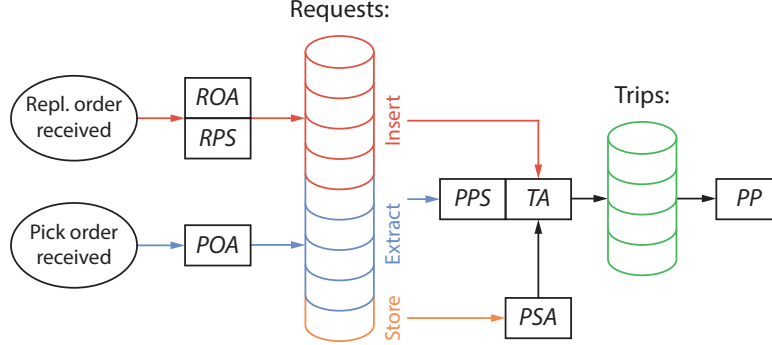 Requests:
Repl. order
received
ROA
RPS
Insert
Trips:
PPS
TA
PP
Pick order
received
POA
Extract
Store
PSA